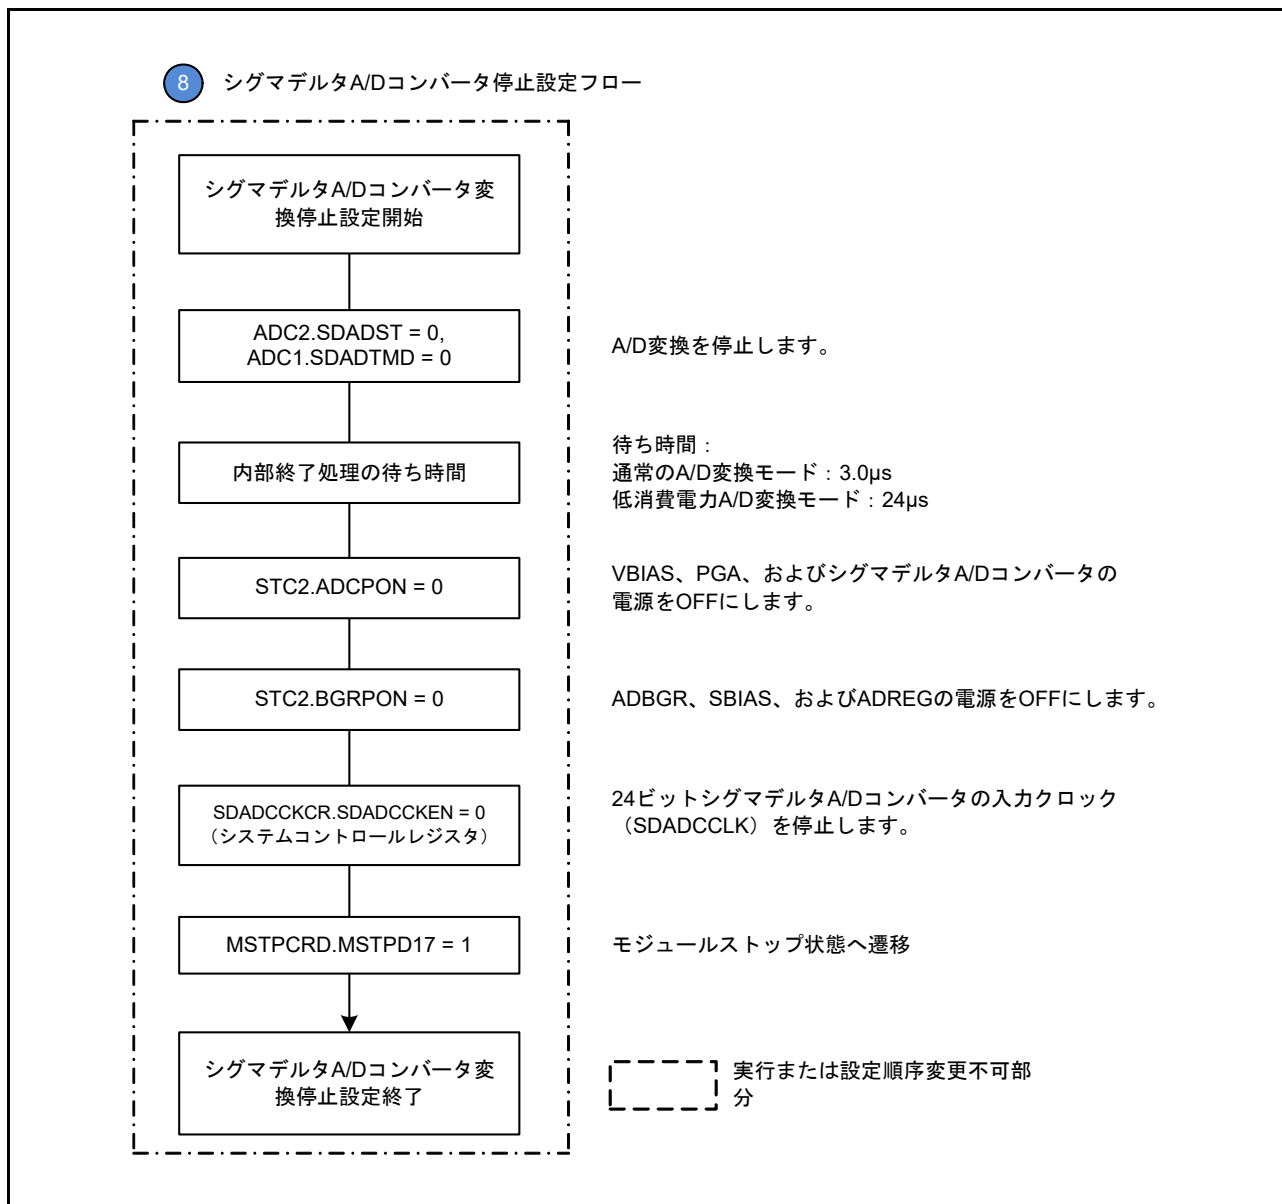 8 シグマデルタA/Dコンバータ停止設定フロー
シグマデルタA/Dコンバータ変
換停止設定開始
ADC2.SDADST = 0,
ADC1.SDADTMD = 0
A/D変換を停止します。
内部終了処理の待ち時間
待ち時間：
通常のA/D変換モード：3.0μs
低消費電力A/D変換モード：24μs
STC2.ADCPON = 0
VBIAS、PGA、およびシグマデルタA/Dコンバータの
電源をOFFにします。
STC2.BGRPON = 0
ADBGR、SBIAS、およびADREGの電源をOFFにします。
SDADCCKCR.SDADCCKEN = 0
（システムコントロールレジスタ）
24ビットシグマデルタA/Dコンバータの入力クロック
（SDADCCLK）を停止します。
MSTPCRD.MSTPD17 = 1
モジュールストップ状態へ遷移
シグマデルタA/Dコンバータ変
換停止設定終了
実行または設定順序変更不可部
分